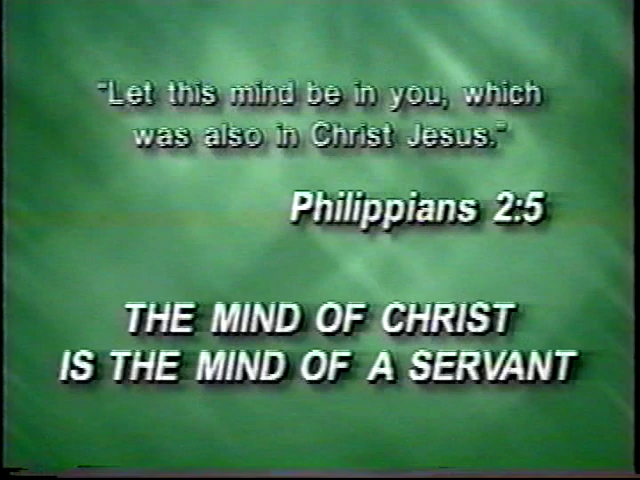 "Let this mind be in you, which
was also in Christ Jesus."
Philippians 2:5
THE MIND OF CHRIST
IS THE MIND OF A SERVANT